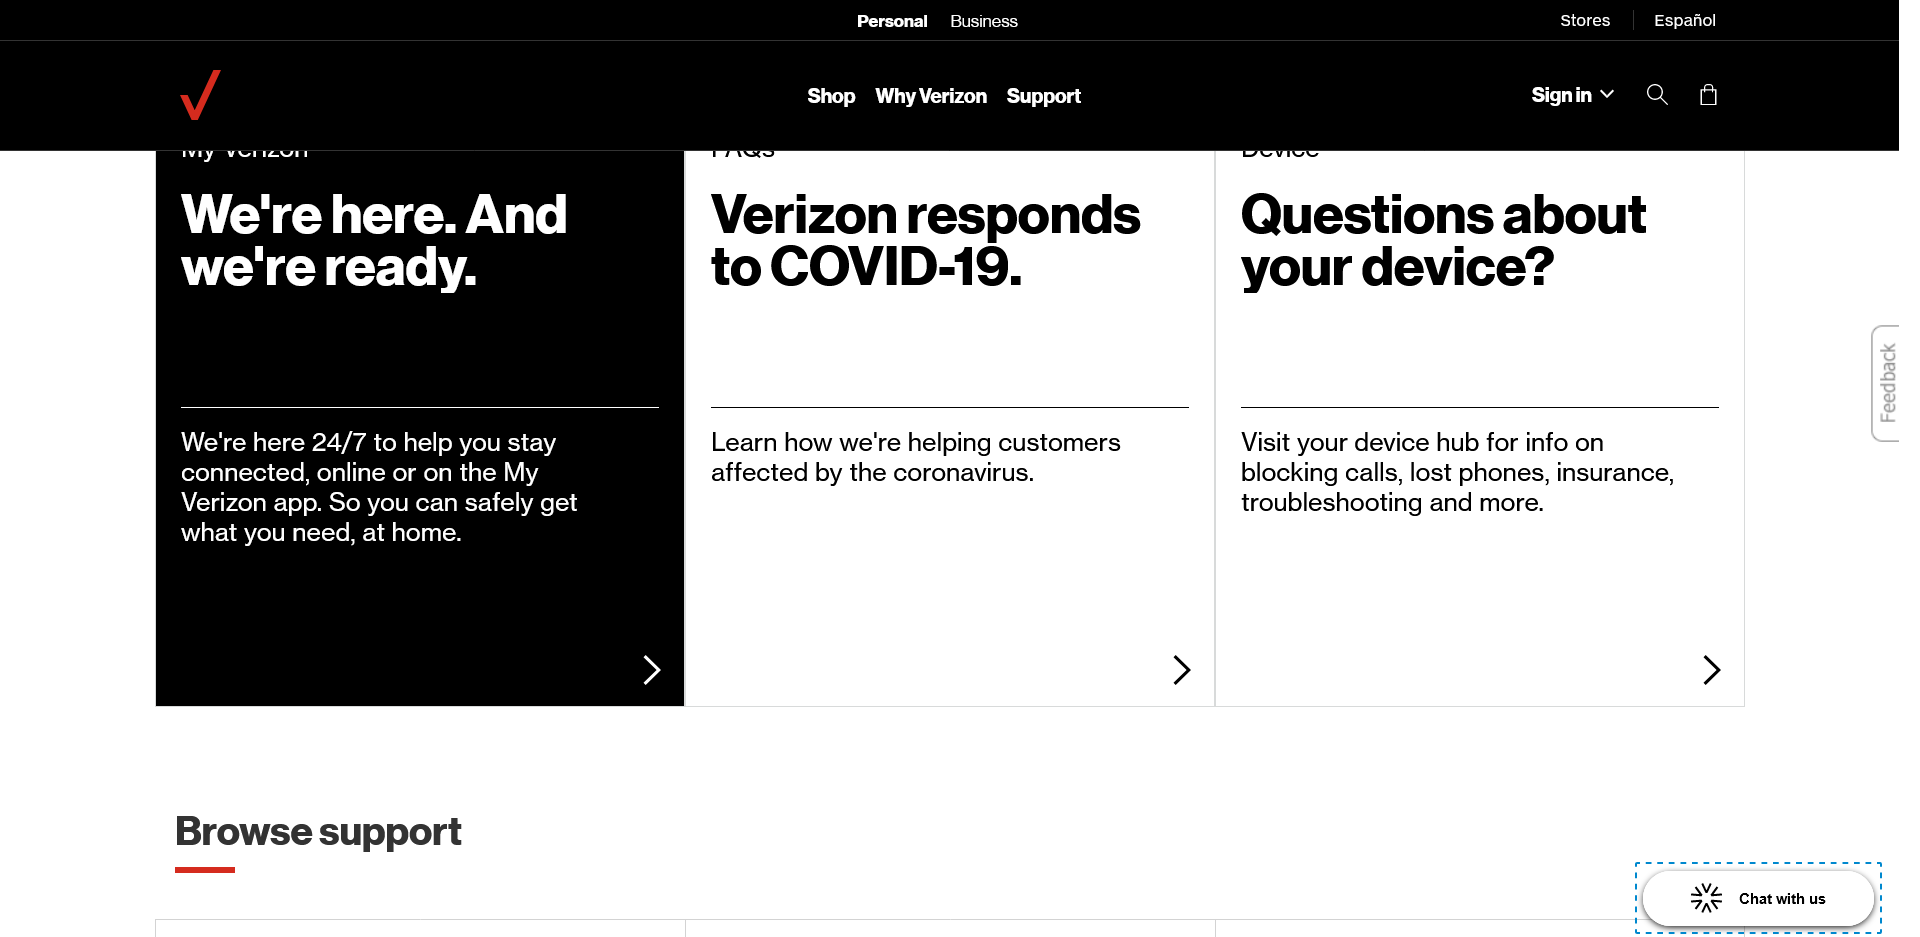 Personal Business Stores Español
Shop Why Verizon Support Sign in
My Verizon FAQs Device
We're here. And
we're ready.
Verizon responds
to COVID-19.
Questions about
your device?
We're here 24/7 to help you stay
connected, online or on the My
Verizon app. So you can safely get
what you need, at home.
Learn how we're helping customers
affected by the coronavirus.
Visit your device hub for info on
blocking calls, lost phones, insurance,
troubleshooting and more.
Feedback
Browse support
Chat with us